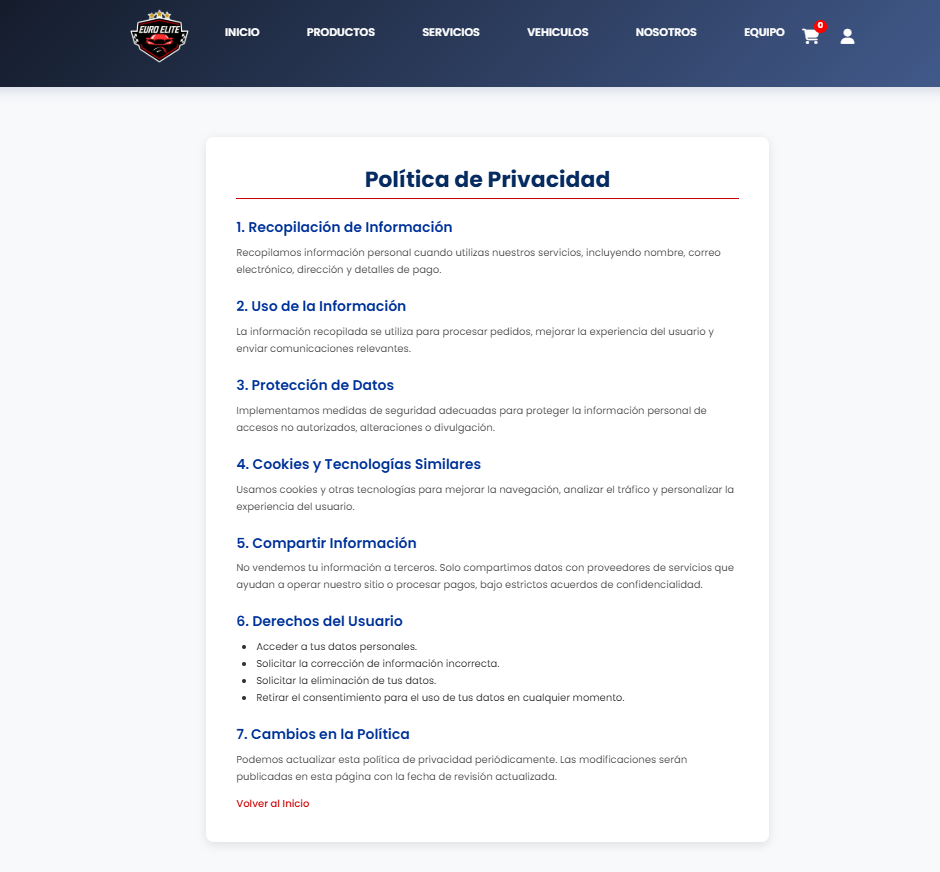 EURO ELITE
INICIO
PRODUCTOS
SERVICIOS
VEHICULOS
NOSOTROS
EQUIPO
0
Política de Privacidad
1. Recopilación de Información
Recopilamos información personal cuando utilizas nuestros servicios, incluyendo nombre, correo
electrónico, dirección y detalles de pago.
2. Uso de la Información
La información recopilada se utiliza para procesar pedidos, mejorar la experiencia del usuario y
enviar comunicaciones relevantes.
3. Protección de Datos
Implementamos medidas de seguridad adecuadas para proteger la información personal de
accesos no autorizados, alteraciones o divulgación.
4. Cookies y Tecnologías Similares
Usamos cookies y otras tecnologías para mejorar la navegación, analizar el tráfico y personalizar la
experiencia del usuario.
5. Compartir Información
No vendemos tu información a terceros. Solo compartimos datos con proveedores de servicios que
ayudan a operar nuestro sitio o procesar pagos, bajo estrictos acuerdos de confidencialidad.
6. Derechos del Usuario
• Acceder a tus datos personales.
• Solicitar la corrección de información incorrecta.
• Solicitar la eliminación de tus datos.
• Retirar el consentimiento para el uso de tus datos en cualquier momento.
7. Cambios en la Política
Podemos actualizar esta política de privacidad periódicamente. Las modificaciones serán
publicadas en esta página con la fecha de revisión actualizada.
Volver al Inicio